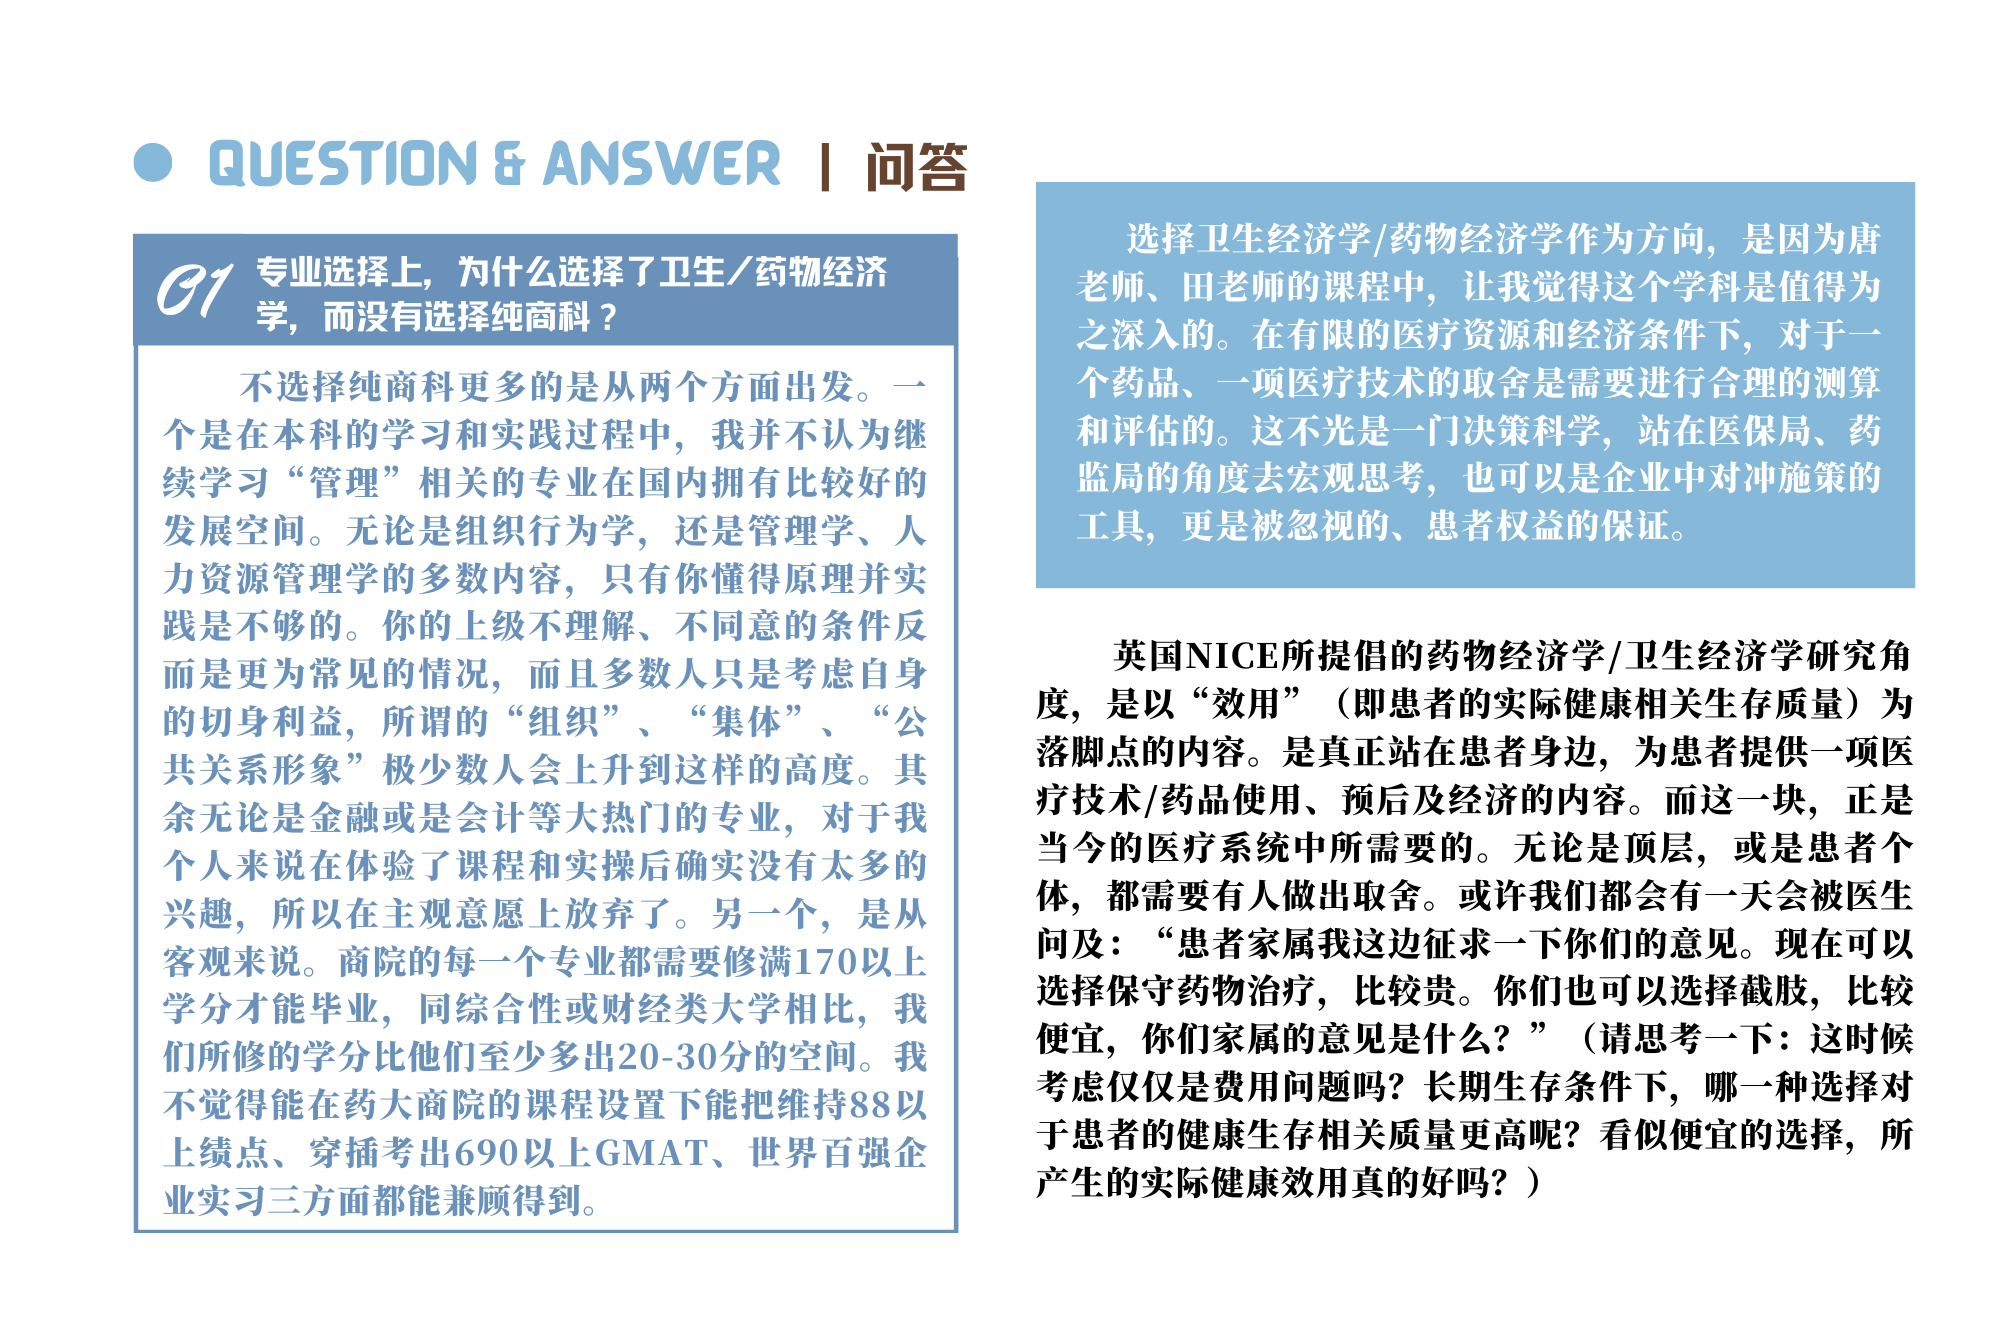 QUESTION & ANSWER | 问答
01
专业选择上，为什么选择了卫生/药物经济
学，而没有选择纯商科？
不选择纯商科更多的是从两个方面出发。一
个是在本科的学习和实践过程中，我并不认为继
续学习“管理”相关的专业在国内拥有比较好的
发展空间。无论是组织行为学，还是管理学、人
力资源管理学的多数内容，只有你懂得原理并实
践是不够的。你的上级不理解、不同意的条件反
而是更为常见的情况，而且多数人只是考虑自身
的切身利益，所谓的“组织”、“集体”、“公
共关系形象”极少数人会上升到这样的高度。其
余无论是金融或是会计等大热门的专业，对于我
个人来说在体验了课程和实操后确实没有太多的
兴趣，所以在主观意愿上放弃了。另一个，是从
客观来说。商院的每一个专业都需要修满170以上
学分才能毕业，同综合性或财经类大学相比，我
们所修的学分比他们至少多出20-30分的空间。我
不觉得能在药大商院的课程设置下能把维持88以
上绩点、穿插考出690以上GMAT、世界百强企
业实习三方面都能兼顾得到。
选择卫生经济学/药物经济学作为方向，是因为唐
老师、田老师的课程中，让我觉得这个学科是值得为
之深入的。在有限的医疗资源和经济条件下，对于一
个药品、一项医疗技术的取舍是需要进行合理的测算
和评估的。这不光是一门决策科学，站在医保局、药
监局的角度去宏观思考，也可以是企业中对冲施策的
工具，更是被忽视的、患者权益的保证。
英国NICE所提倡的药物经济学/卫生经济学研究角
度，是以“效用”（即患者的实际健康相关生存质量）为
落脚点的内容。是真正站在患者身边，为患者提供一项医
疗技术/药品使用、预后及经济的内容。而这一块，正是
当今的医疗系统中所需要的。无论是顶层，或是患者个
体，都需要有人做出取舍。或许我们都会有一天会被医生
问及：“患者家属我这边征求一下你们的意见。现在可以
选择保守药物治疗，比较贵。你们也可以选择截肢，比较
便宜，你们家属的意见是什么？”（请思考一下：这时候
考虑仅仅是费用问题吗？长期生存条件下，哪一种选择对
于患者的健康生存相关质量更高呢？看似便宜的选择，所
产生的实际健康效用真的好吗？）